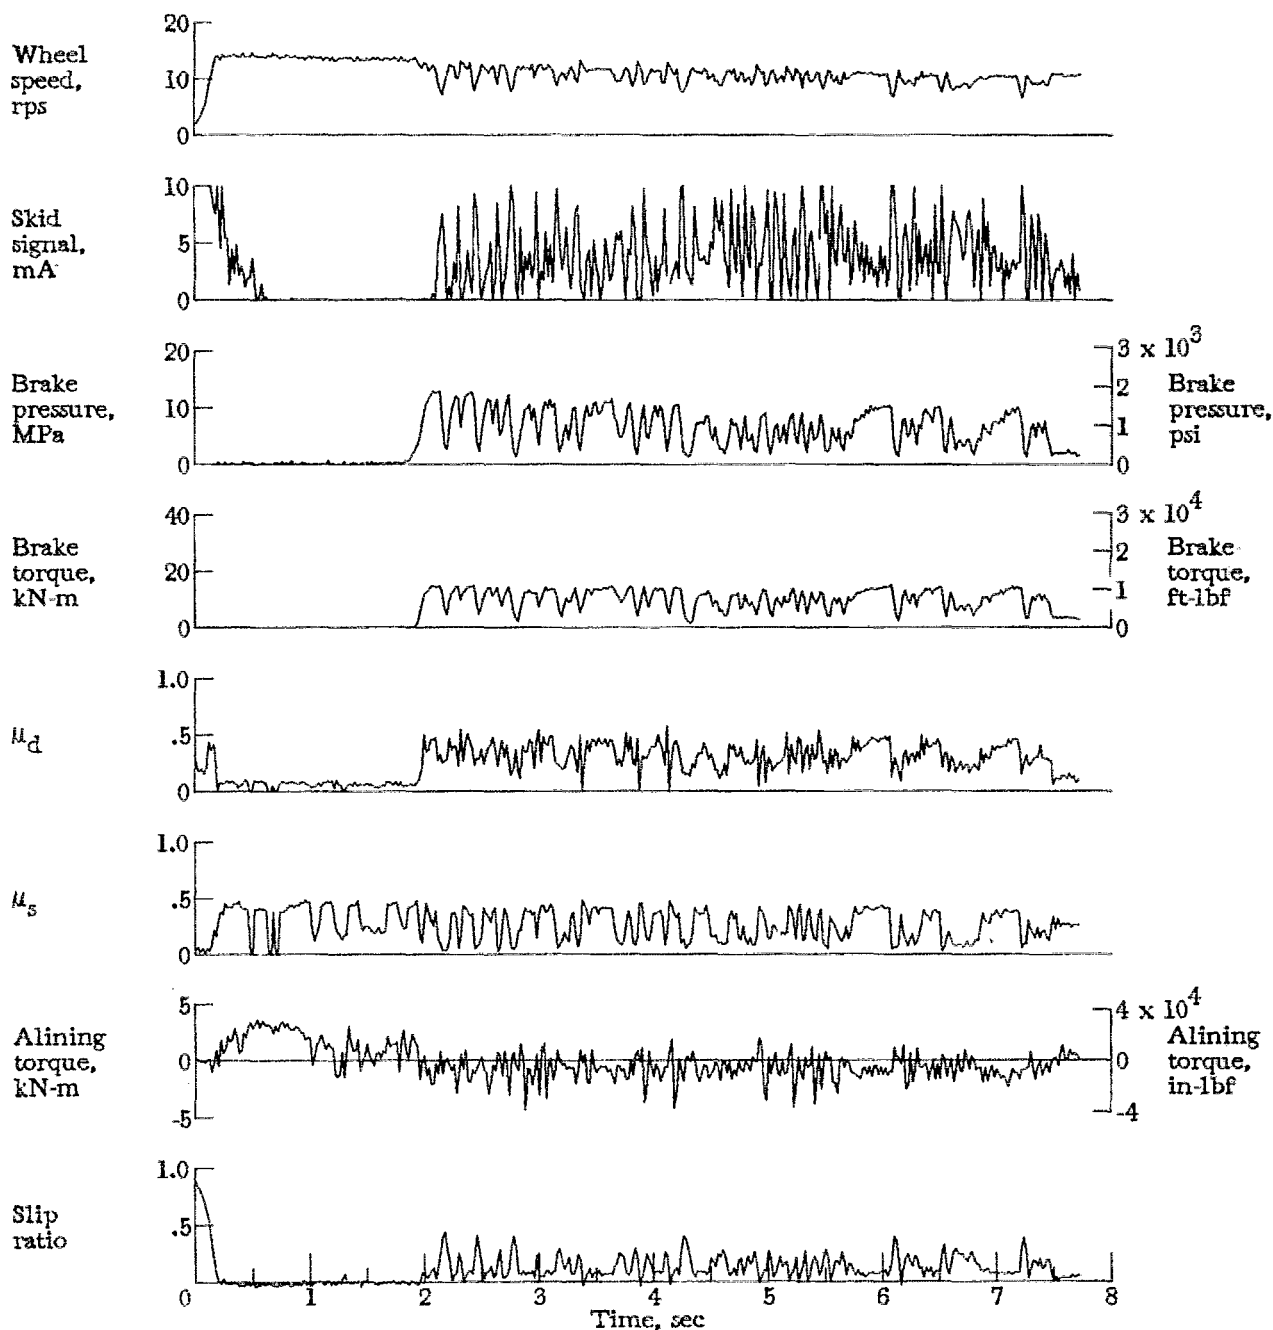 Wheel
speed,
rps
20
10
0
Skid
signal,
mA
10
5
0
Brake
pressure,
MPa
20
10
0
3 x 10³
2
1
0
Brake
pressure,
psi
Brake
torque,
kN-m
40
20
0
3 x 10⁴
2
1
0
Brake
torque,
ft-lbf
μd
1.0
.5
0
μs
1.0
.5
0
Alining
torque,
kN-m
5
0
-5
4 x 10⁴
0
-4
Alining
torque,
in-lbf
Slip
ratio
1.0
.5
0 1 2 3 4 5 6 7 8
Time, sec